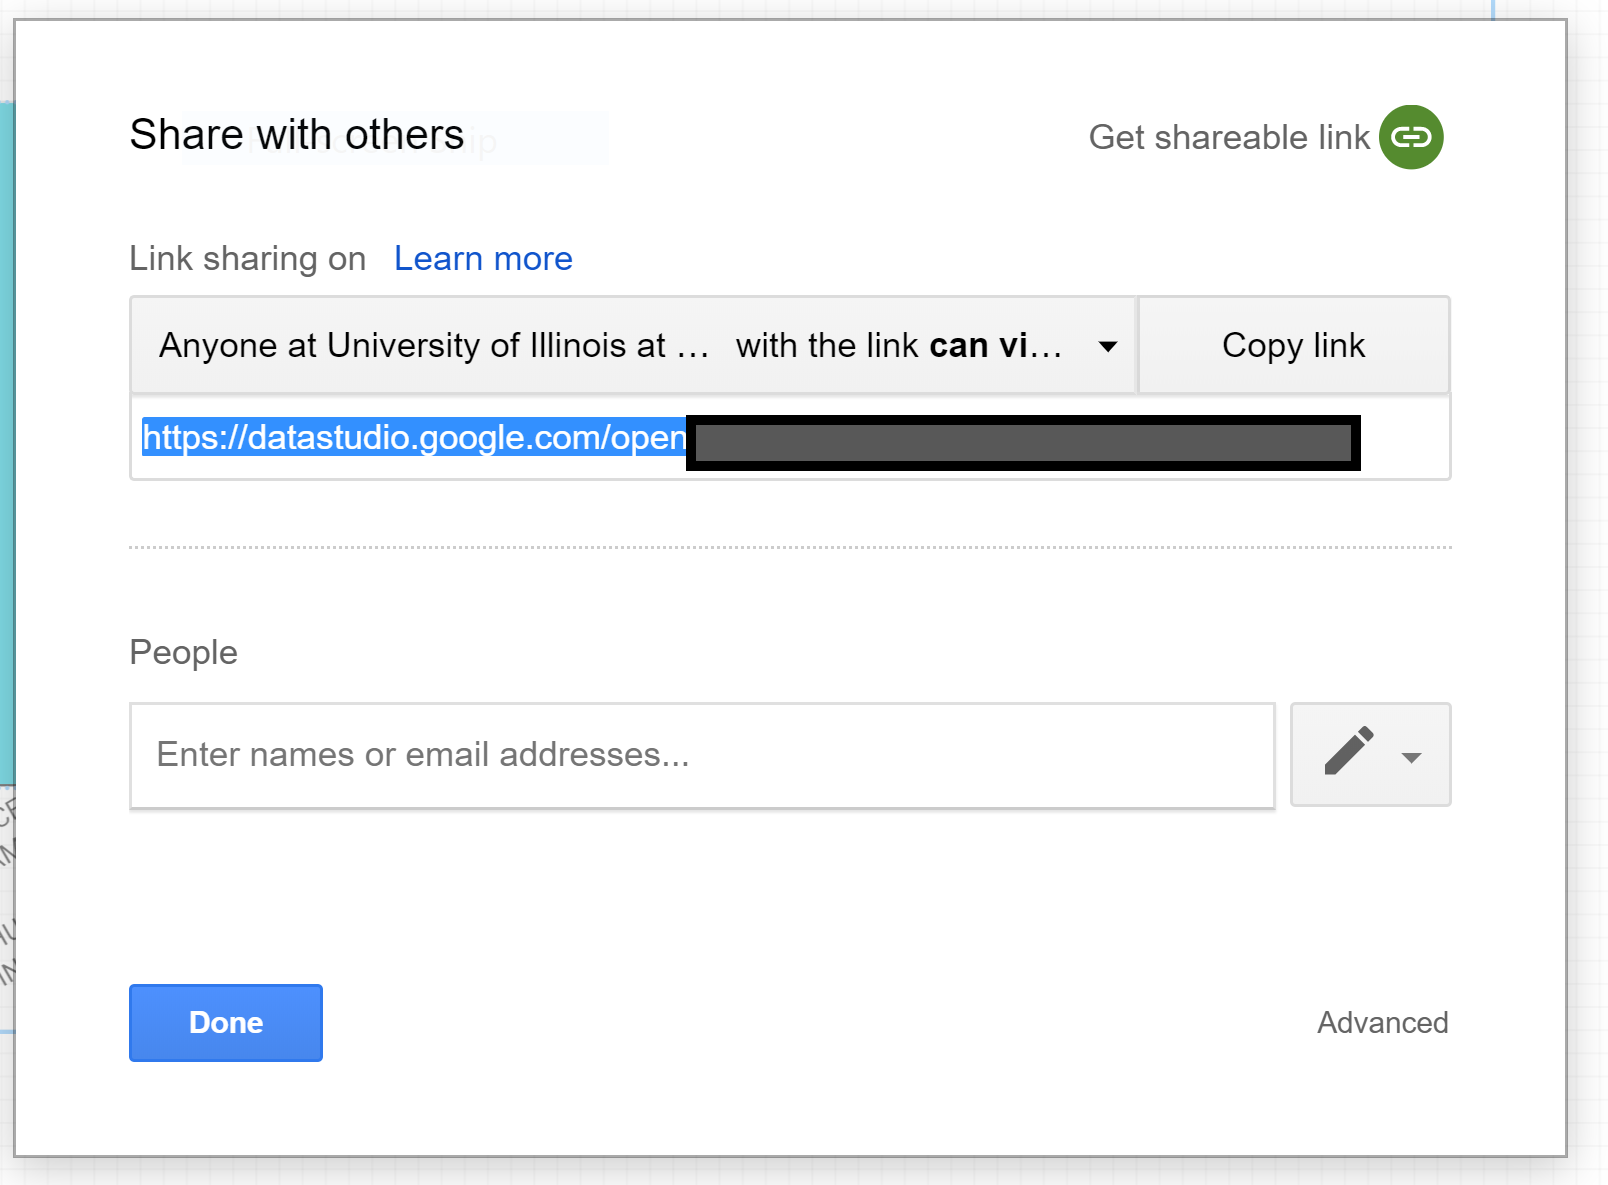 Share with others
Get shareable link
Link sharing on Learn more
Anyone at University of Illinois at ... with the link can vi...
Copy link
https://datastudio.google.com/open
People
Enter names or email addresses...
Done
Advanced